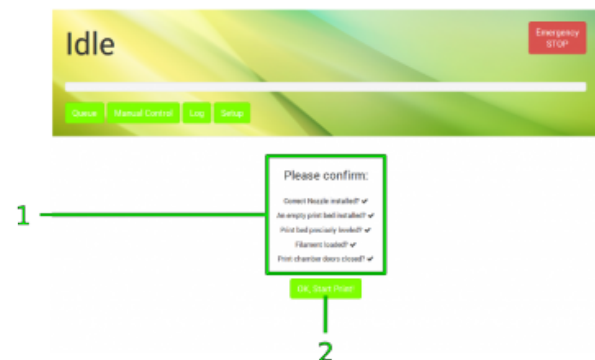 Idle
Emergency
STOP
Queue Manual Control Log Setup
Please confirm:
Correct Nozzle installed? ✔
An empty print bed installed? ✔
Print bed precisely leveled? ✔
Filament loaded? ✔
Print chamber doors closed? ✔
1
OK, Start Print!
2